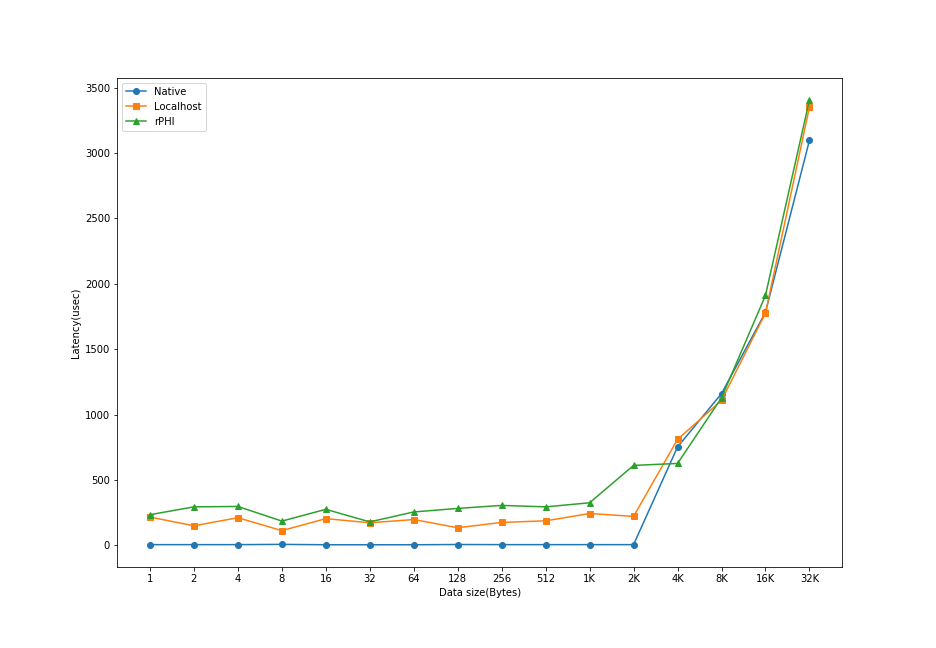 Native
Localhost
rPHI
3500
3000
2500
2000
1500
1000
500
0
Latency(usec)
1 2 4 8 16 32 64 128 256 512 1K 2K 4K 8K 16K 32K
Data size(Bytes)